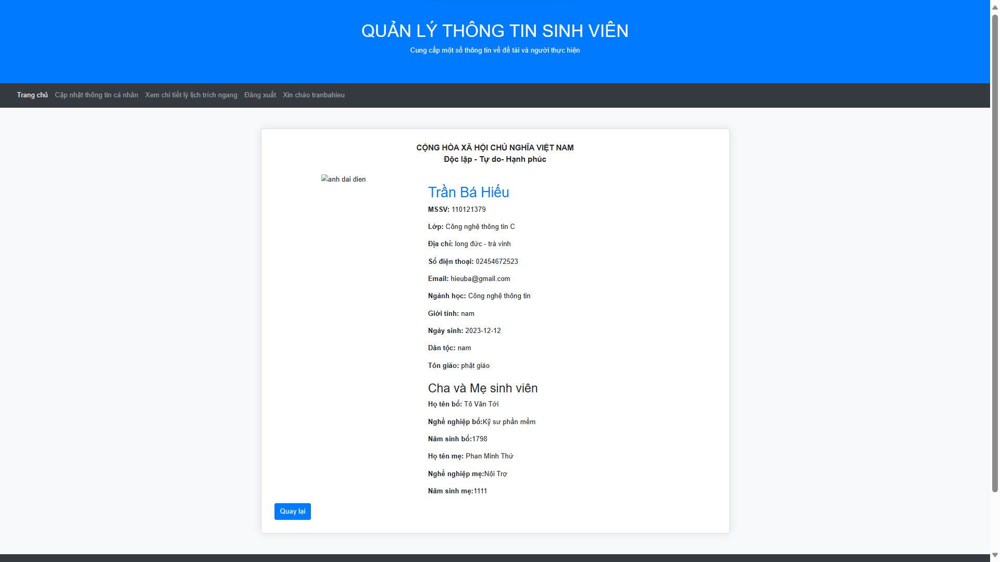 QUẢN LÝ THÔNG TIN SINH VIÊN
Cung cấp một số thông tin về đề tài và người thực hiện
Trang chủ Cập nhật thông tin cá nhân Xem chi tiết lý lịch trích ngang Đăng xuất Xin chào tranbahieu
CỘNG HÒA XÃ HỘI CHỦ NGHĨA VIỆT NAM
Độc lập - Tự do- Hạnh phúc
anh dai dien
Trần Bá Hiếu
MSSV: 110121379
Lớp: Công nghệ thông tin C
Địa chỉ: long đức - trà vinh
Số điện thoại: 02454672523
Email: hieuba@gmail.com
Ngành học: Công nghệ thông tin
Giới tính: nam
Ngày sinh: 2023-12-12
Dân tộc: nam
Tôn giáo: phật giáo
Cha và Mẹ sinh viên
Họ tên bố: Tô Văn Tới
Nghề nghiệp bố:Kỹ sư phần mềm
Năm sinh bố:1798
Họ tên mẹ: Phan Minh Thứ
Nghề nghiệp mẹ:Nội Trợ
Năm sinh mẹ:1111
Quay lại